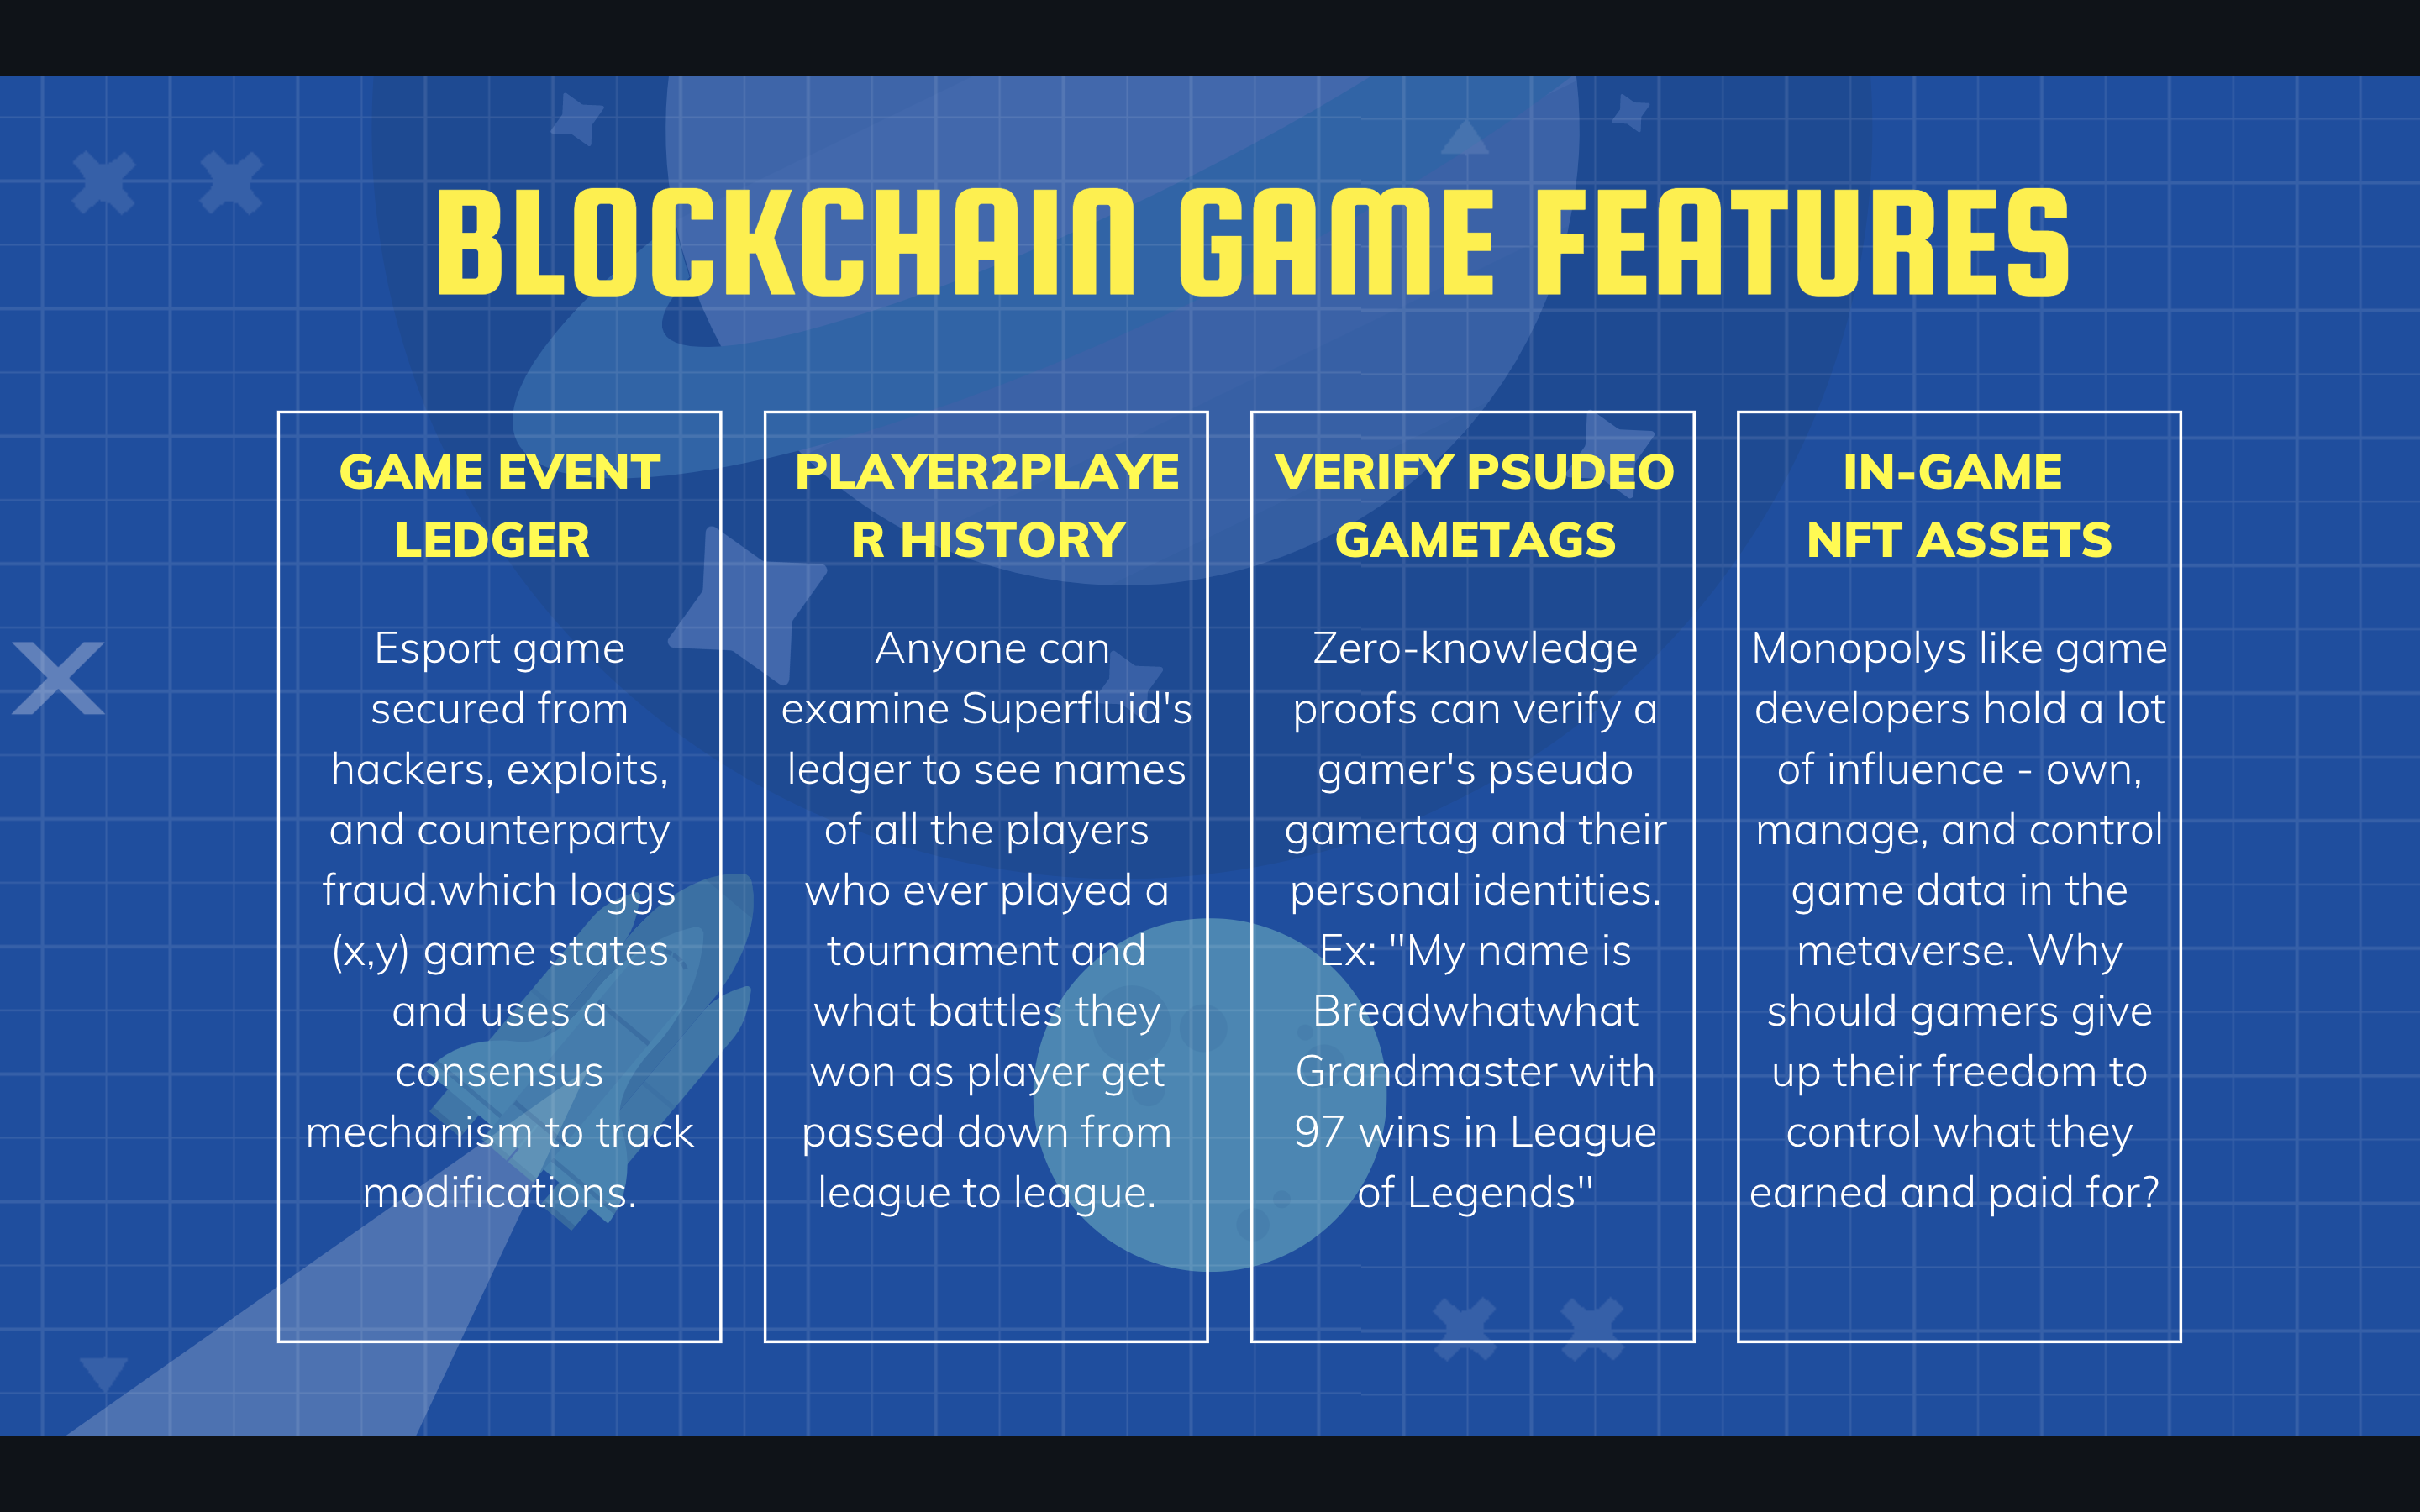 BLOCKCHAIN GAME FEATURES
GAME EVENT
LEDGER
Esport game
secured from
hackers, exploits,
and counterparty
fraud.which loggs
(x,y) game states
and uses a
consensus
mechanism to track
modifications.
PLAYER2PLAYE
R HISTORY
Anyone can
examine Superfluid's
ledger to see names
of all the players
who ever played a
tournament and
what battles they
won as player get
passed down from
league to league.
VERIFY PSUDEO
GAMETAGS
Zero-knowledge
proofs can verify a
gamer's pseudo
gamertag and their
personal identities.
Ex: "My name is
Breadwhatwhat
Grandmaster with
97 wins in League
of Legends"
IN-GAME
NFT ASSETS
Monopolys like game
developers hold a lot
of influence - own,
manage, and control
game data in the
metaverse. Why
should gamers give
up their freedom to
control what they
earned and paid for?